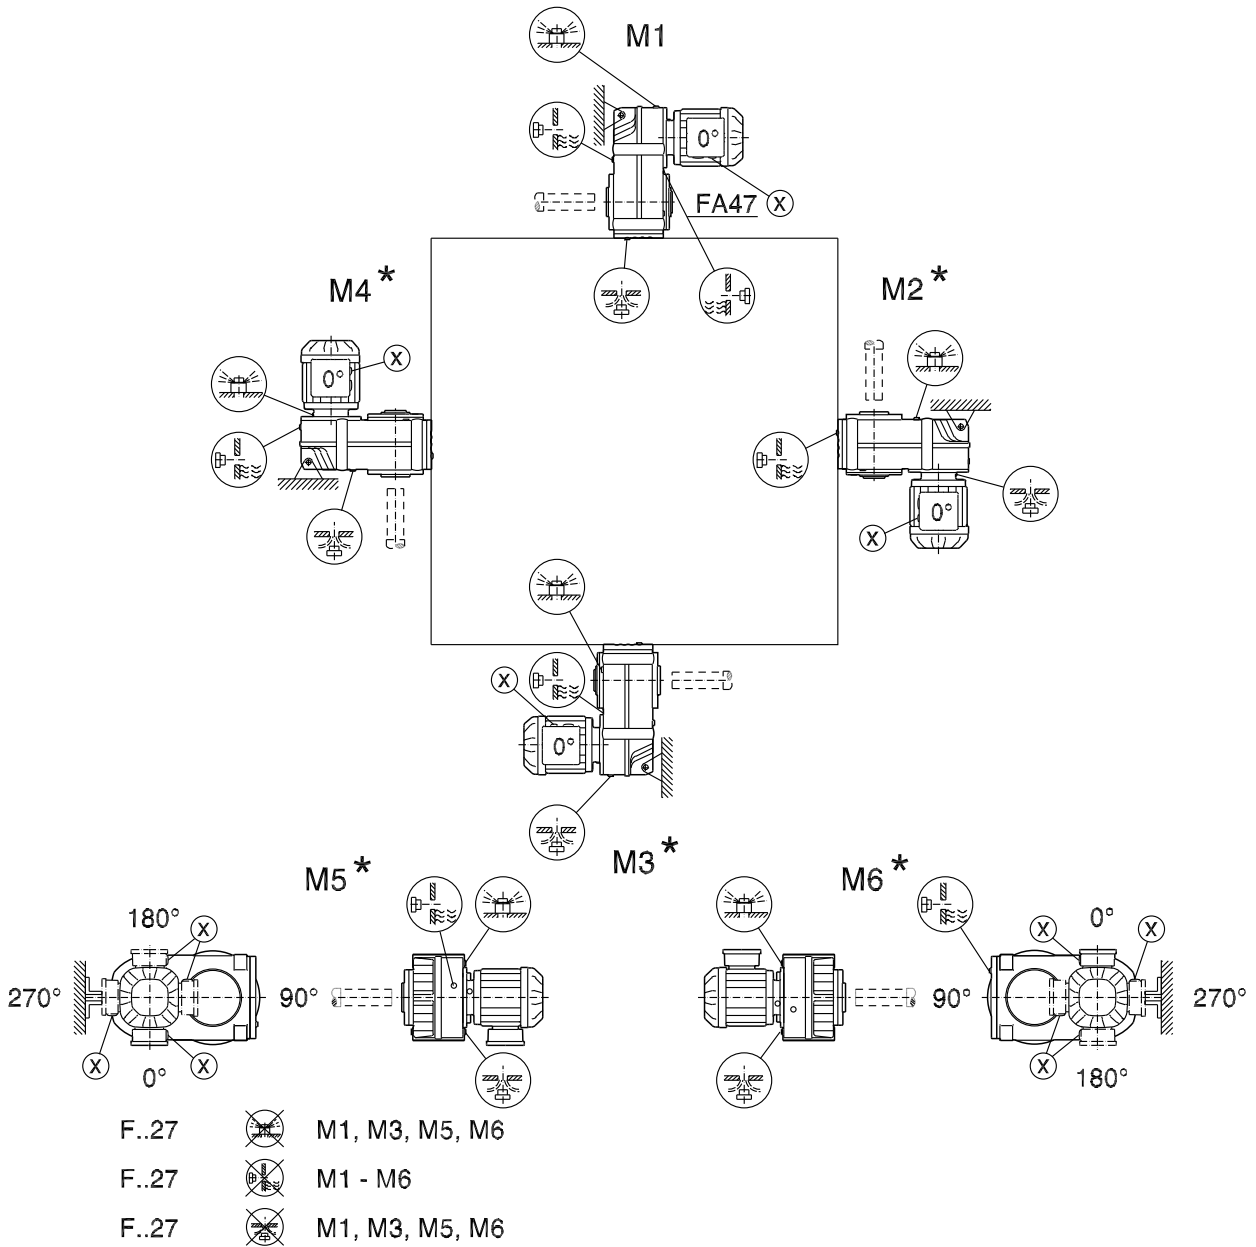 M1
0°
FA47 X
M4*
M2*
X
0°
0°
X
X
0°
M3*
M5*
M6*
180° X
0°
X X
270°
90°
90°
270°
X X
0°
X
180°
F..27 M1, M3, M5, M6
F..27 M1 - M6
F..27 M1, M3, M5, M6